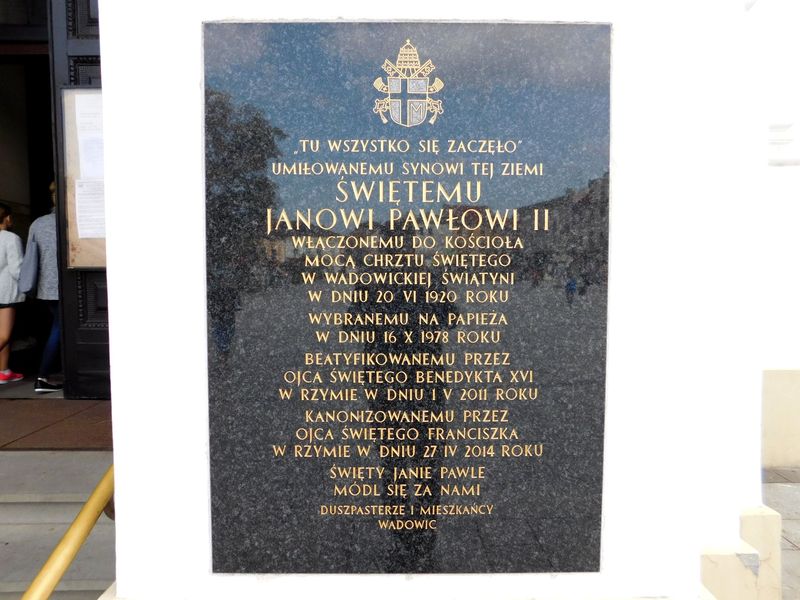 „TU WSZYSTKO SIĘ ZACZĘŁO”
UMIŁOWANEMU SYNOWI TEJ ZIEMI
ŚWIĘTEMU
JANOWI PAWŁOWI II
WŁĄCZONEMU DO KOŚCIOŁA
MOCĄ CHRZTU ŚWIĘTEGO
W WADOWICKIEJ ŚWIĄTYNI
W DNIU 20 VI 1920 ROKU
WYBRANEMU NA PAPIEŻA
W DNIU 16 X 1978 ROKU
BEATYFIKOWANEMU PRZEZ
OJCA ŚWIĘTEGO BENEDYKTA XVI
W RZYMIE W DNIU 1 V 2011 ROKU
KANONIZOWANEMU PRZEZ
OJCA ŚWIĘTEGO FRANCISZKA
W RZYMIE W DNIU 27 IV 2014 ROKU
ŚWIĘTY JANIE PAWLE
MÓDL SIĘ ZA NAMI
DUSZPASTERZE I MIESZKAŃCY
WADOWIC